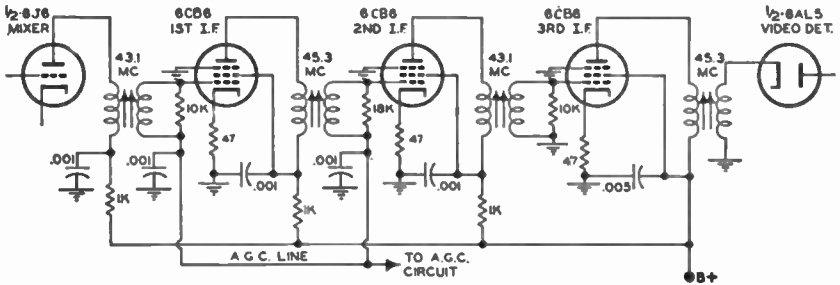 1/2-6J6
MIXER
6CB6
1ST I.F.
6CB6
2ND I.F.
6CB6
3RD I.F.
1/2-6AL5
VIDEO DET.
43.1
MC
45.3
MC
43.1
MC
45.3
MC
10K
18K
10K
47
47
47
.001
.001
.001
.001
.001
.005
1K
1K
1K
A G C. LINE
TO A.G.C.
CIRCUIT
B+